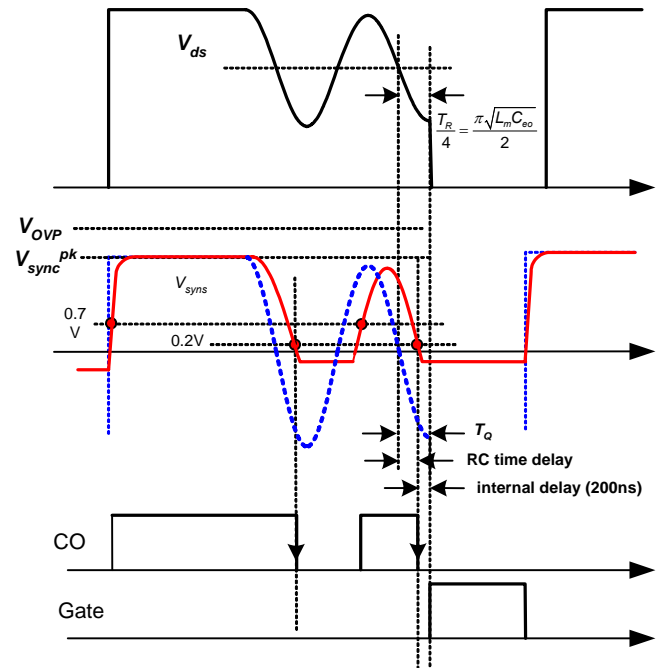 V_ds
T_R/4 = π√(L_m C_eo)/2
V_OVP
V_sync^pk
V_syns
0.7
V
0.2V
T_Q
RC time delay
internal delay (200ns)
CO
Gate